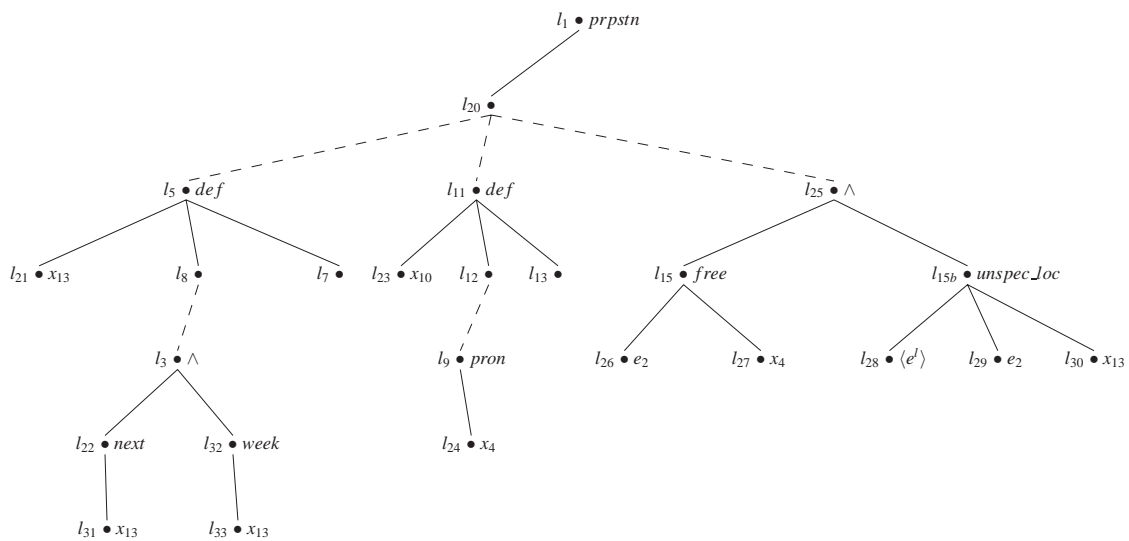 l₁ • prpstn
l₂₀ •
l₅ • def l₁₁ • def l₂₅ • ∧
l₂₁ • x₁₃ l₈ • l₇ • l₂₃ • x₁₀ l₁₂ • l₁₃ • l₁₅ • free l₁₅b • unspec_loc
l₃ • ∧ l₉ • pron l₂₆ • e₂ l₂₇ • x₄ l₂₈ • ⟨eˡ⟩ l₂₉ • e₂ l₃₀ • x₁₃
l₂₂ • next l₃₂ • week l₂₄ • x₄
l₃₁ • x₁₃ l₃₃ • x₁₃